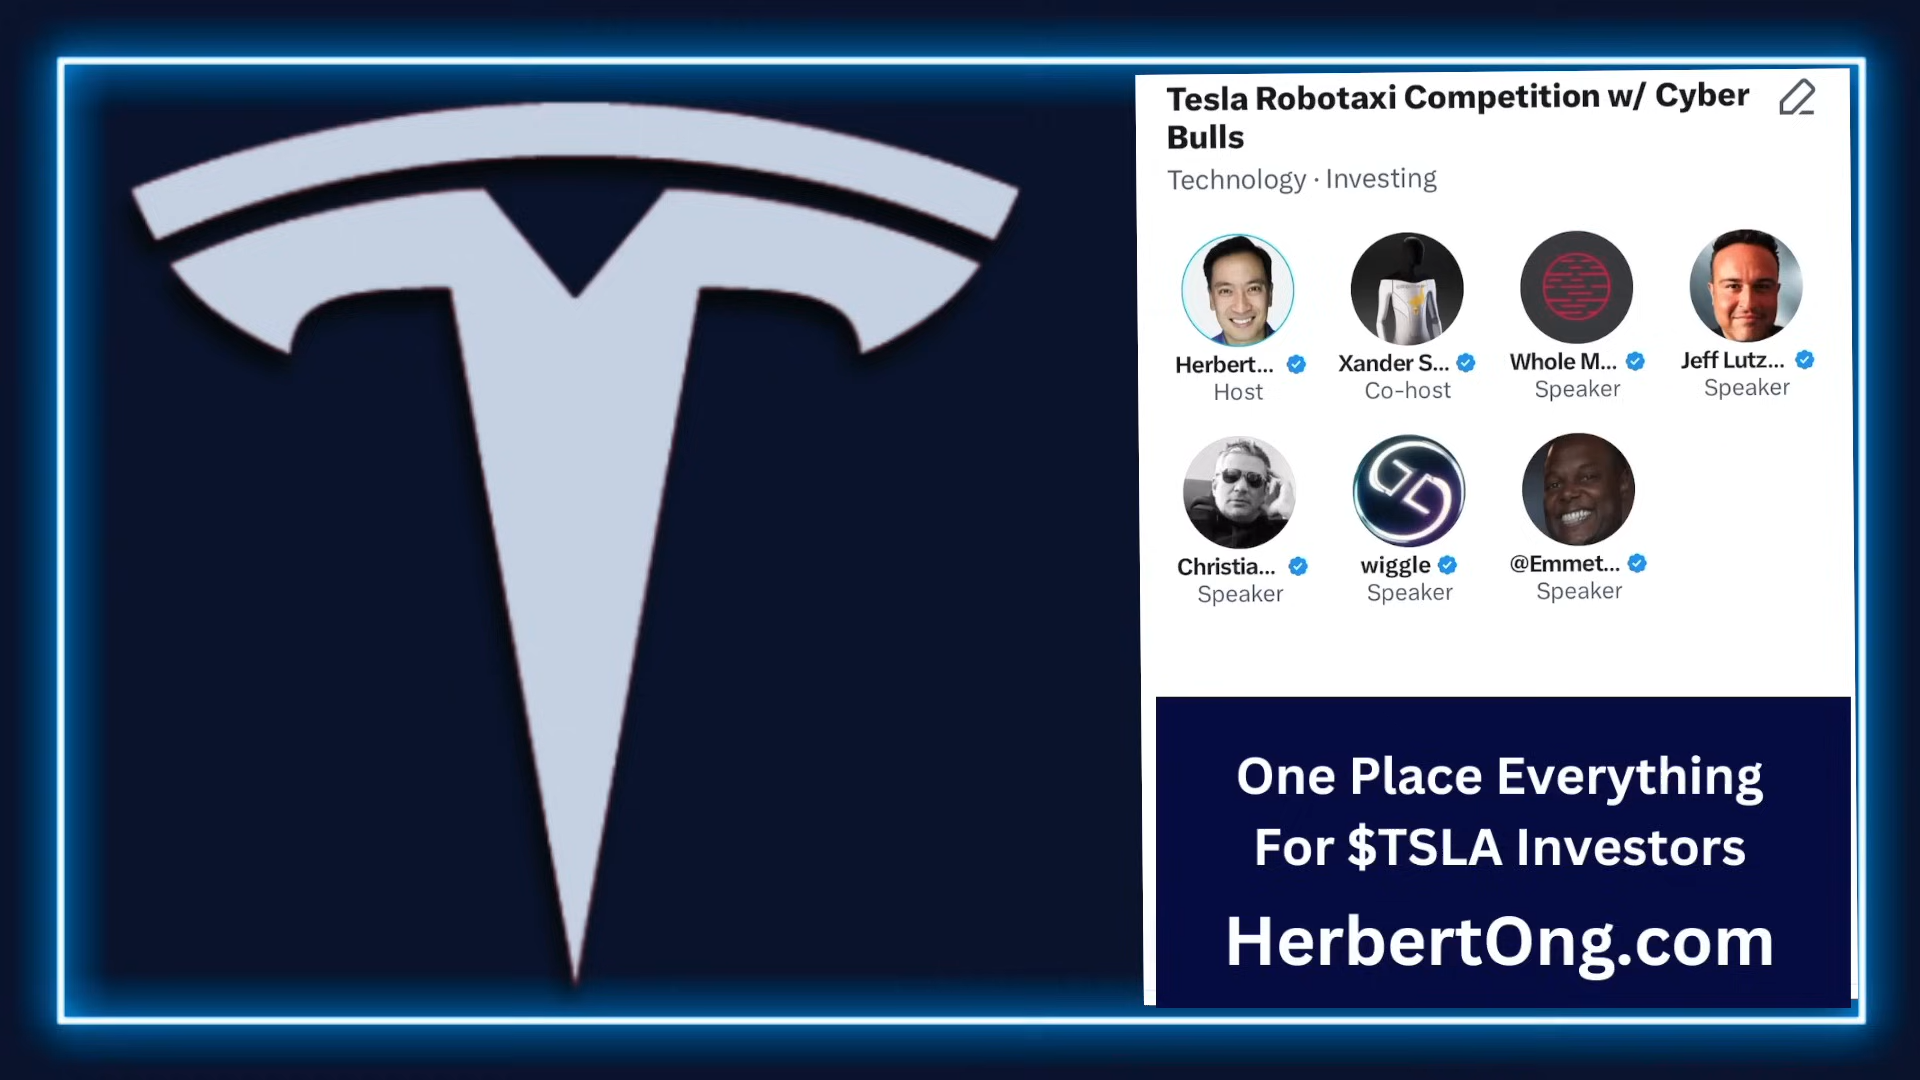 Tesla Robotaxi Competition w/ Cyber
Bulls
Technology · Investing
Herbert...
Host
Xander S...
Co-host
Whole M...
Speaker
Jeff Lutz...
Speaker
Christia...
Speaker
wiggle
Speaker
@Emmet...
Speaker
One Place Everything
For $TSLA Investors
HerbertOng.com